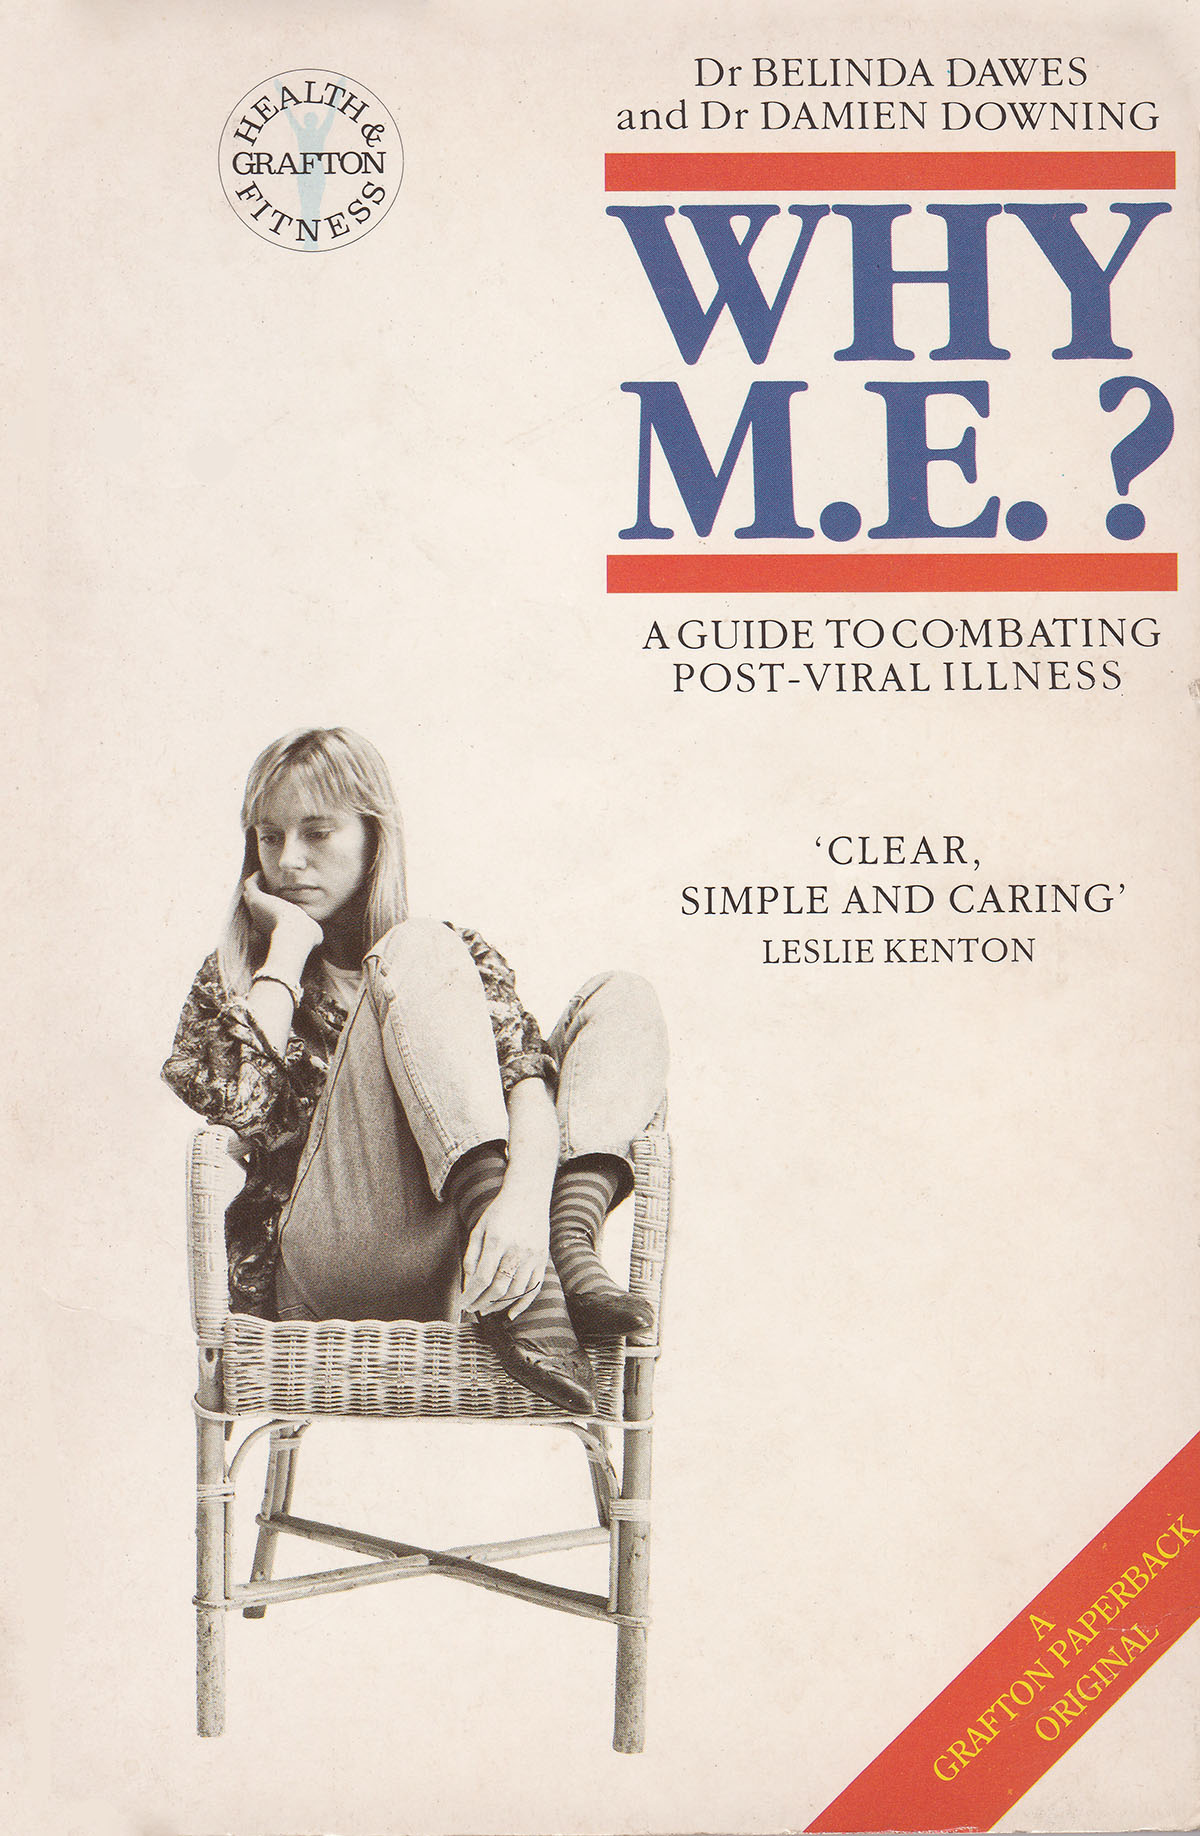 HEALTH &
GRAFTON
FITNESS
Dr BELINDA DAWES
and Dr DAMIEN DOWNING
WHY
M.E.?
A GUIDE TO COMBATING
POST-VIRAL ILLNESS
‘CLEAR,
SIMPLE AND CARING’
LESLIE KENTON
A
GRAFTON PAPERBACK
ORIGINAL